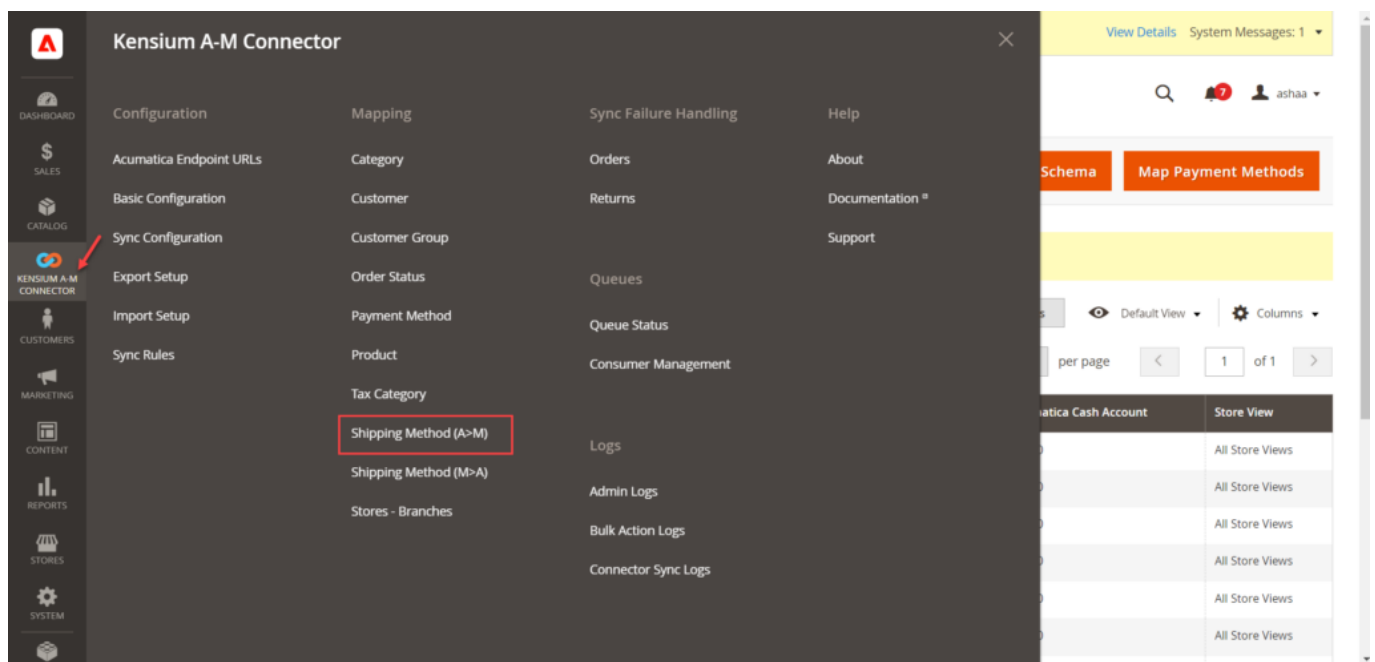 Kensium A-M Connector
View Details System Messages: 1
7 ashaa
DASHBOARD
SALES
CATALOG
KENSIUM A-M
CONNECTOR
CUSTOMERS
MARKETING
CONTENT
REPORTS
STORES
SYSTEM
Configuration
Acumatica Endpoint URLs
Basic Configuration
Sync Configuration
Export Setup
Import Setup
Sync Rules
Mapping
Category
Customer
Customer Group
Order Status
Payment Method
Product
Tax Category
Shipping Method (A>M)
Shipping Method (M>A)
Stores - Branches
Sync Failure Handling
Orders
Returns
Queues
Queue Status
Consumer Management
Logs
Admin Logs
Bulk Action Logs
Connector Sync Logs
Help
About
Documentation
Support
Schema Map Payment Methods
Default View Columns
per page 1 of 1
Cash Account Store View
All Store Views
All Store Views
All Store Views
All Store Views
All Store Views
All Store Views